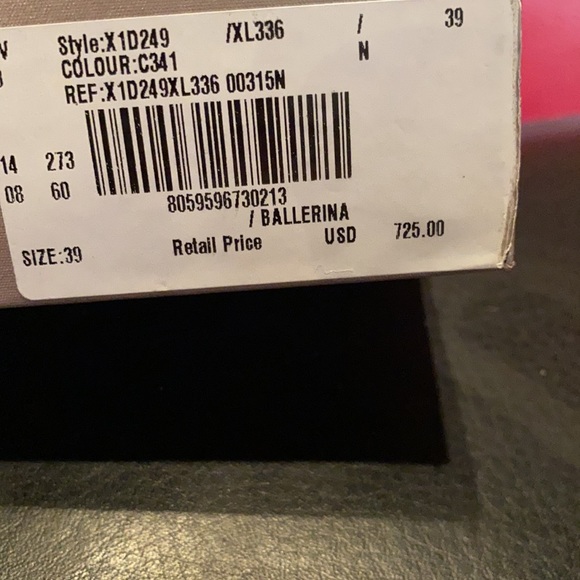 Style:X1D249 /XL336 / 39
COLOUR:C341 N
REF:X1D249XL336 00315N
14 273
08 60
8059596730213
/ BALLERINA
SIZE:39 Retail Price USD 725.00